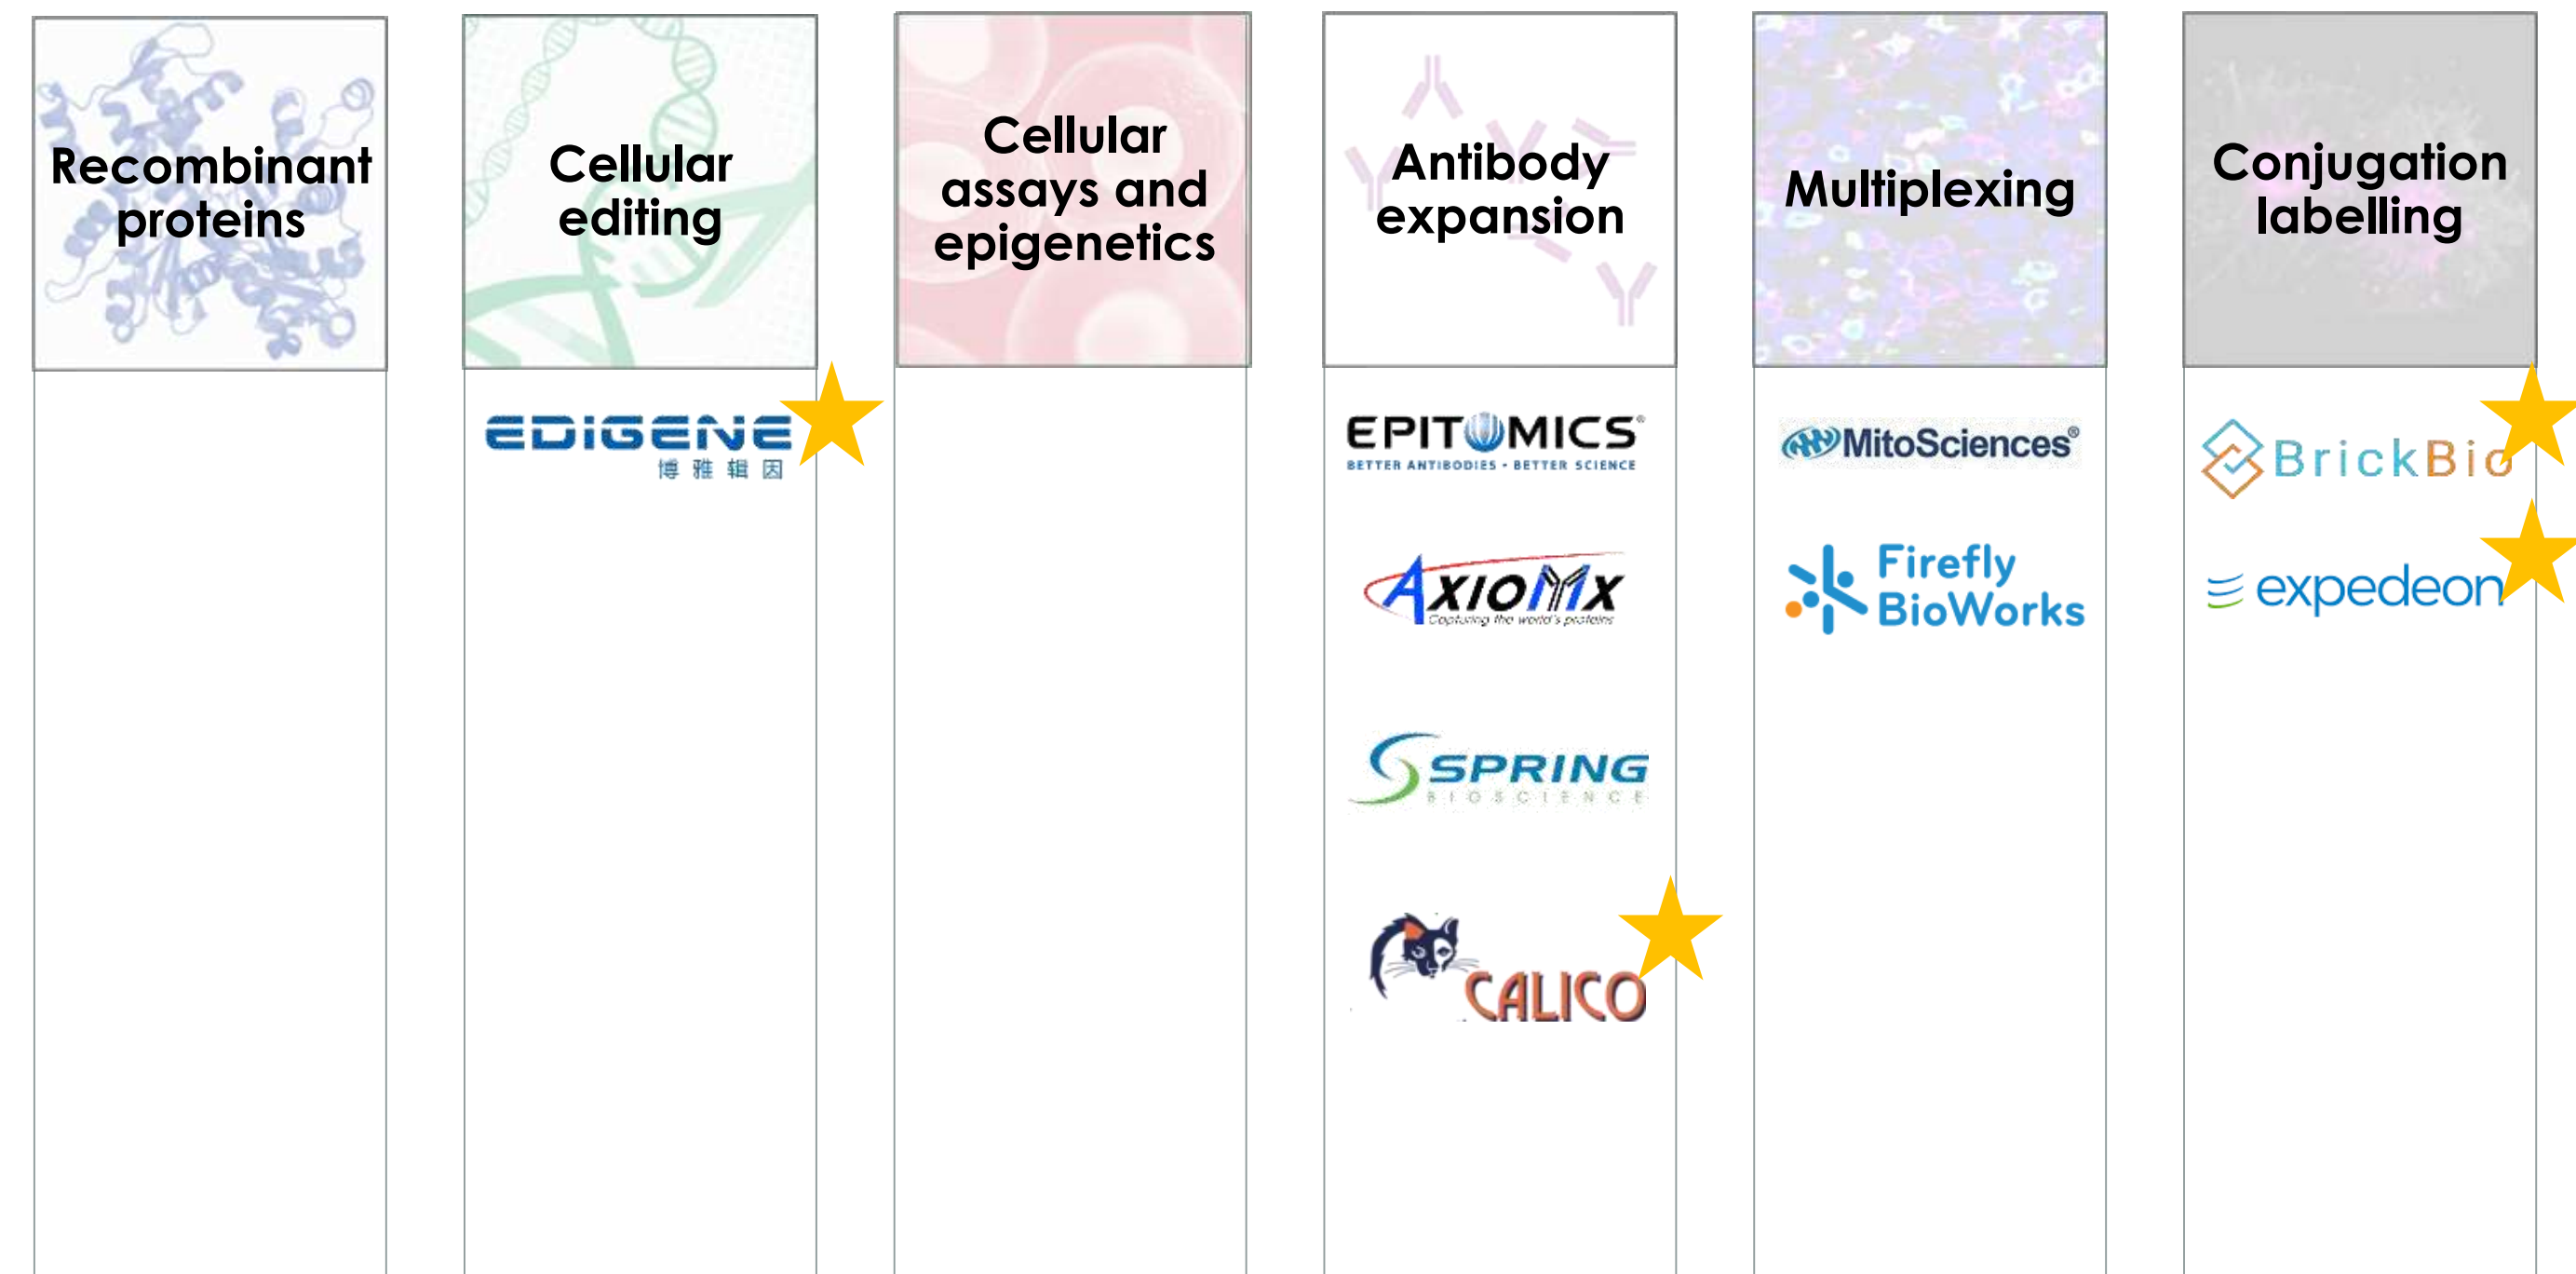 Recombinant
proteins
Cellular
editing
Cellular
assays and
epigenetics
Antibody
expansion
Multiplexing
Conjugation
labelling
EDIGENE
博雅辑因
EPITOMICS®
BETTER ANTIBODIES • BETTER SCIENCE
AXIOMX
Capturing the world's proteins
SPRING
BIOSCIENCE
CALICO
MitoSciences®
Firefly
BioWorks
BrickBio
expedeon